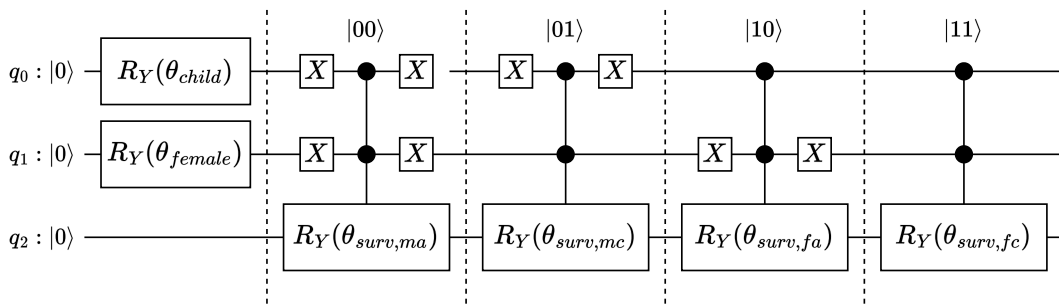 |00⟩ |01⟩ |10⟩ |11⟩
q₀ : |0⟩ R_Y(θ_child) X X X X
q₁ : |0⟩ R_Y(θ_female) X X X X
q₂ : |0⟩ R_Y(θ_surv,ma) R_Y(θ_surv,mc) R_Y(θ_surv,fa) R_Y(θ_surv,fc)